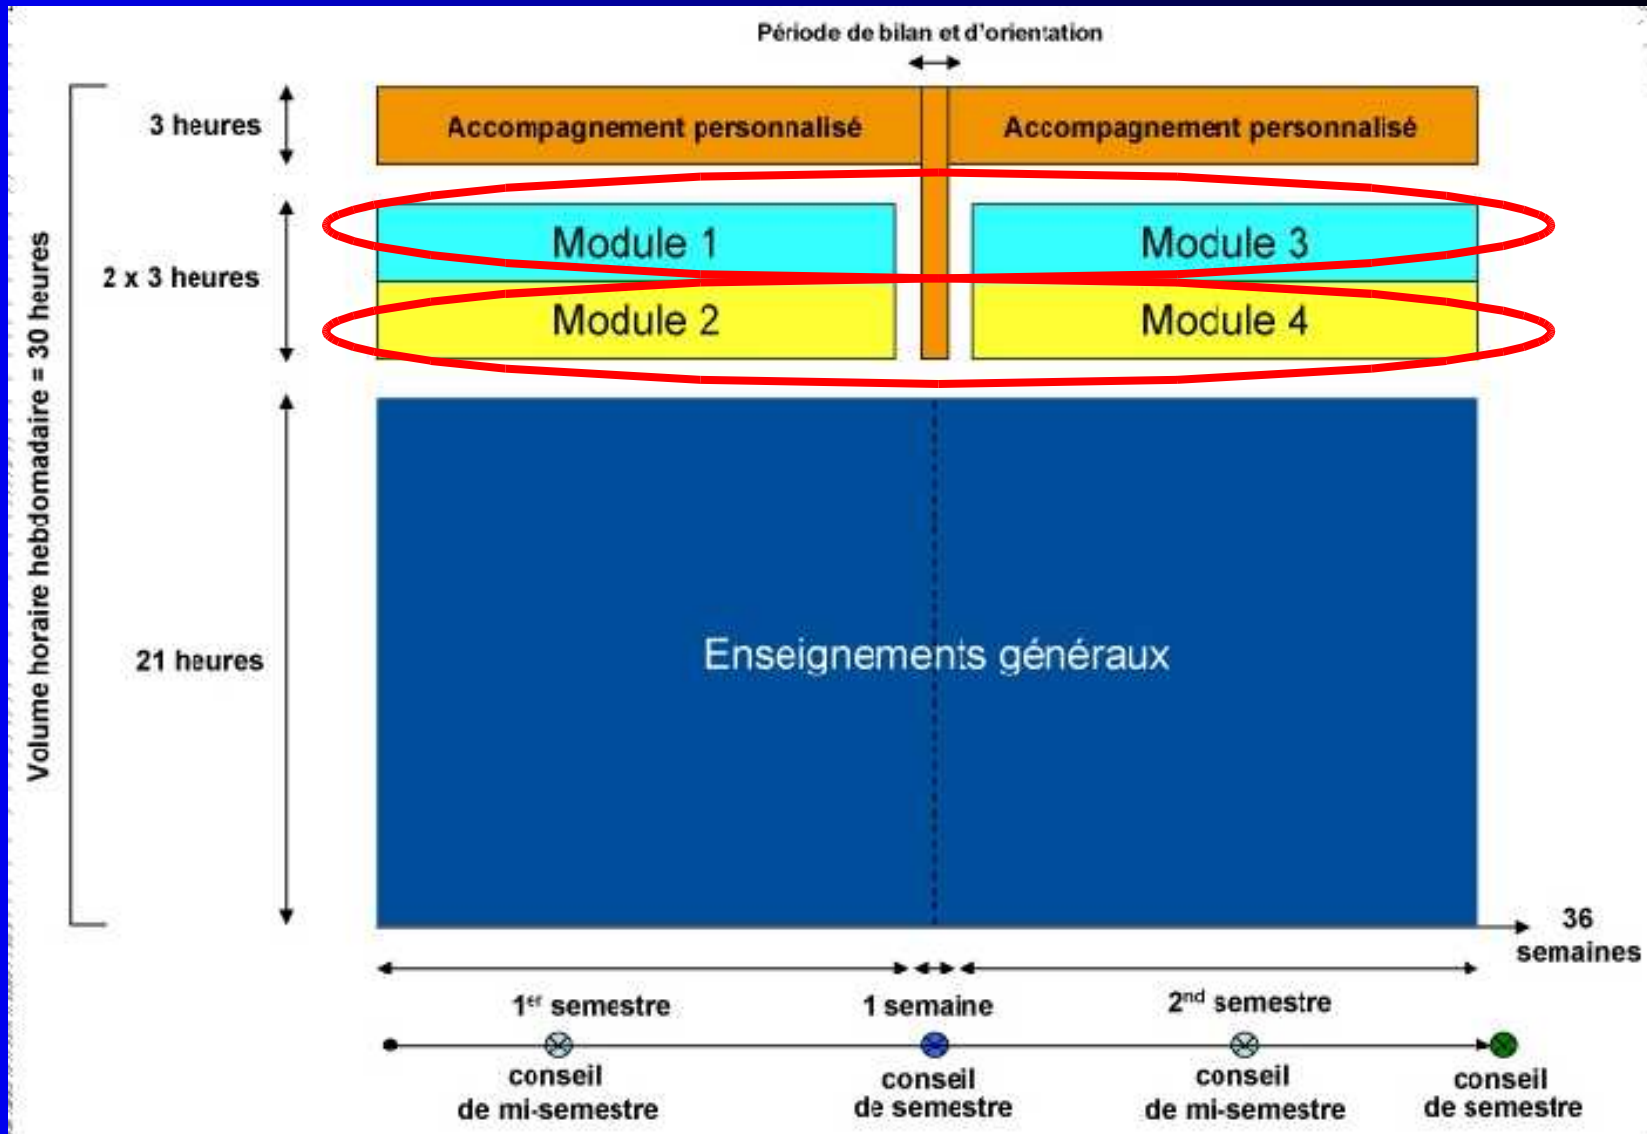 Période de bilan et d'orientation
3 heures
Accompagnement personnalisé
Accompagnement personnalisé
Volume horaire hebdomadaire = 30 heures
2 x 3 heures
Module 1
Module 3
Module 2
Module 4
21 heures
Enseignements généraux
36
semaines
1er semestre
1 semaine
2nd semestre
conseil
de mi-semestre
conseil
de semestre
conseil
de mi-semestre
conseil
de semestre